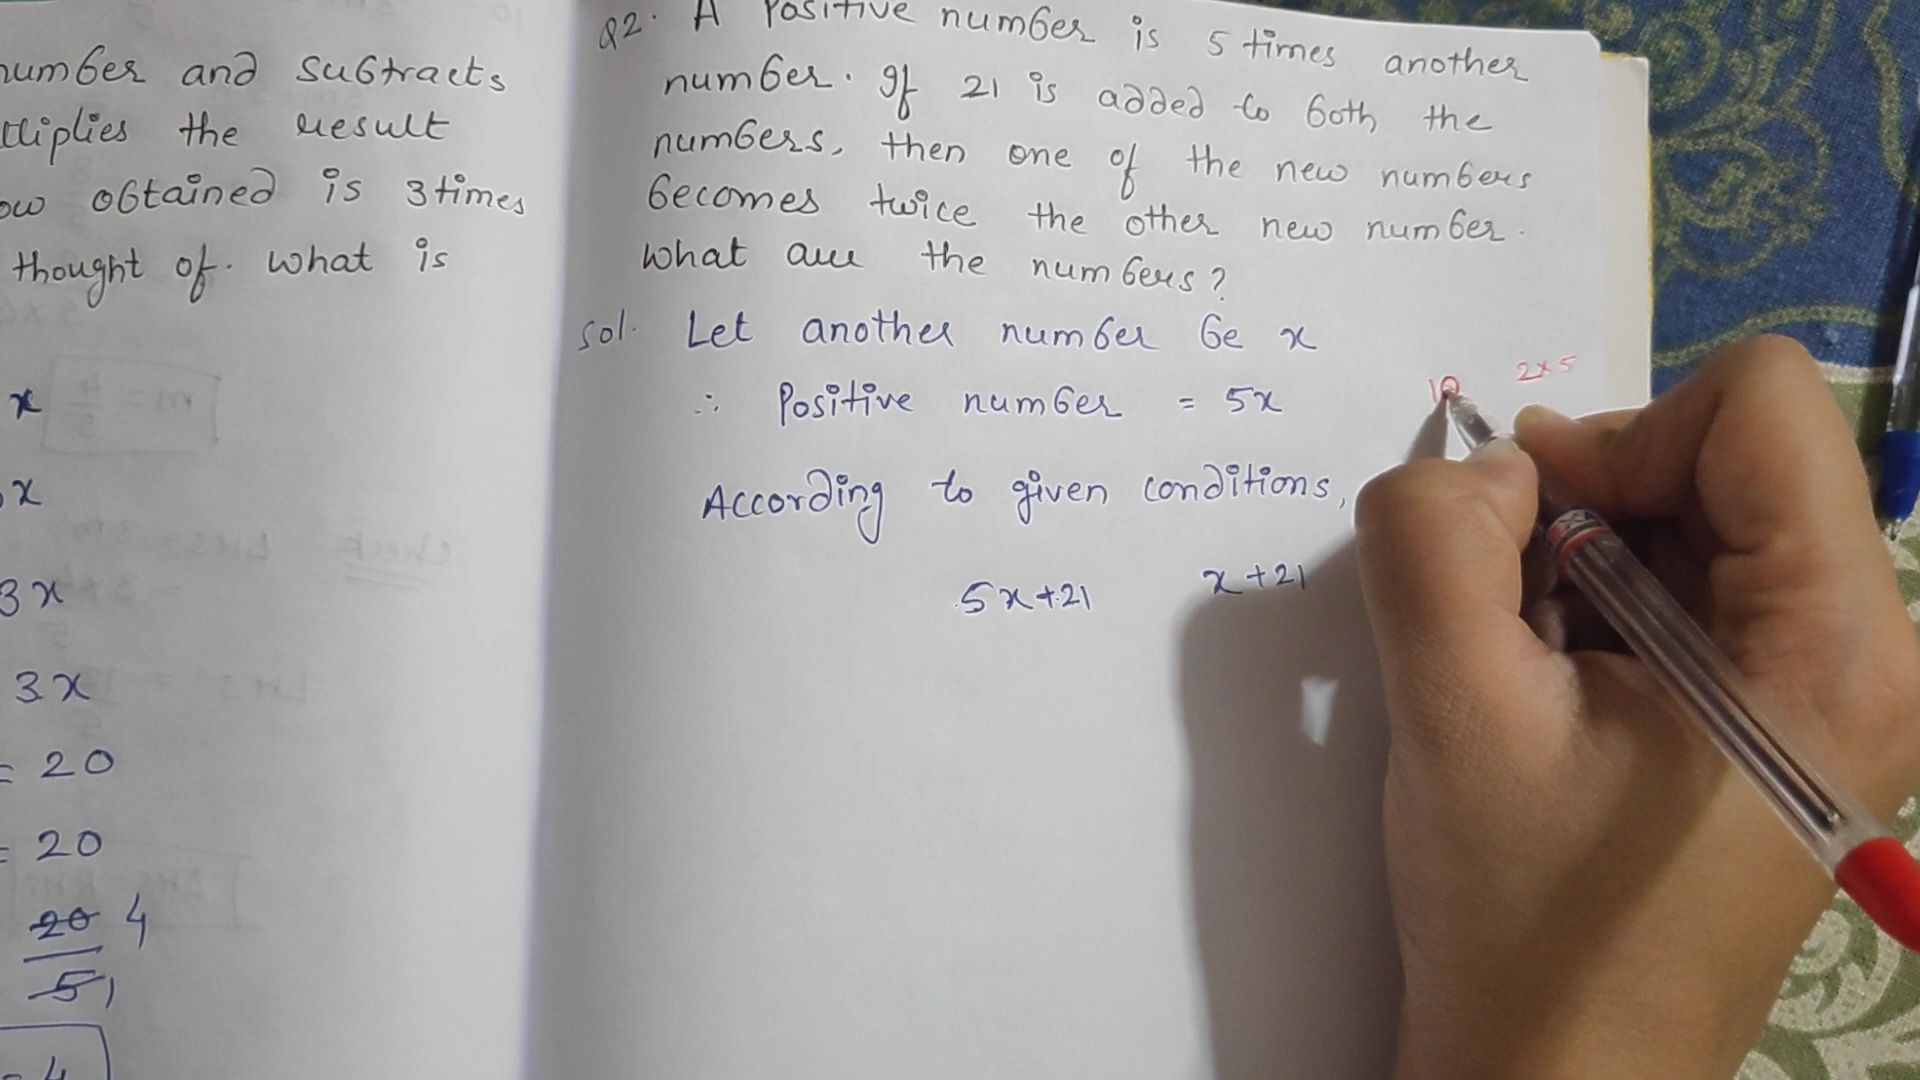 number and subtracts
the result
obtained is 3 times
thought of. what is
x
x
3x
3x
= 20
= 20
20 4
5 1
= 4
Q2. A Positive number is 5 times another
number. If 21 is added to both the
numbers, then one of the new numbers
becomes twice the other new number.
What are the numbers?
Sol. Let another number be x
∴ Positive number = 5x
10 2×5
According to given conditions,
5x+21 x+21